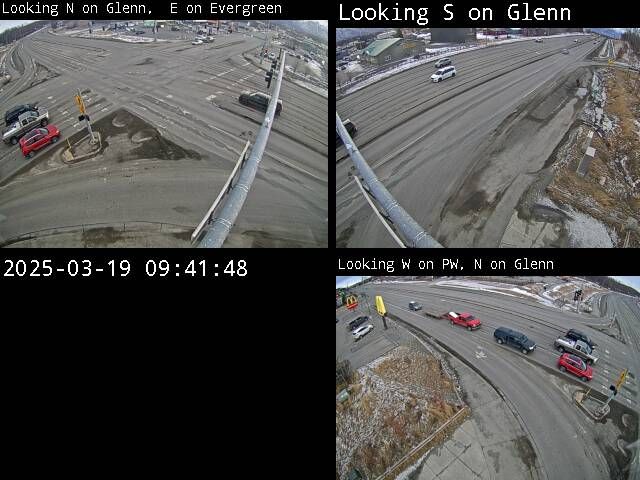 Looking N on Glenn,  E on Evergreen
Looking S on Glenn
2025-03-19 09:41:48
Looking W on PW, N on Glenn